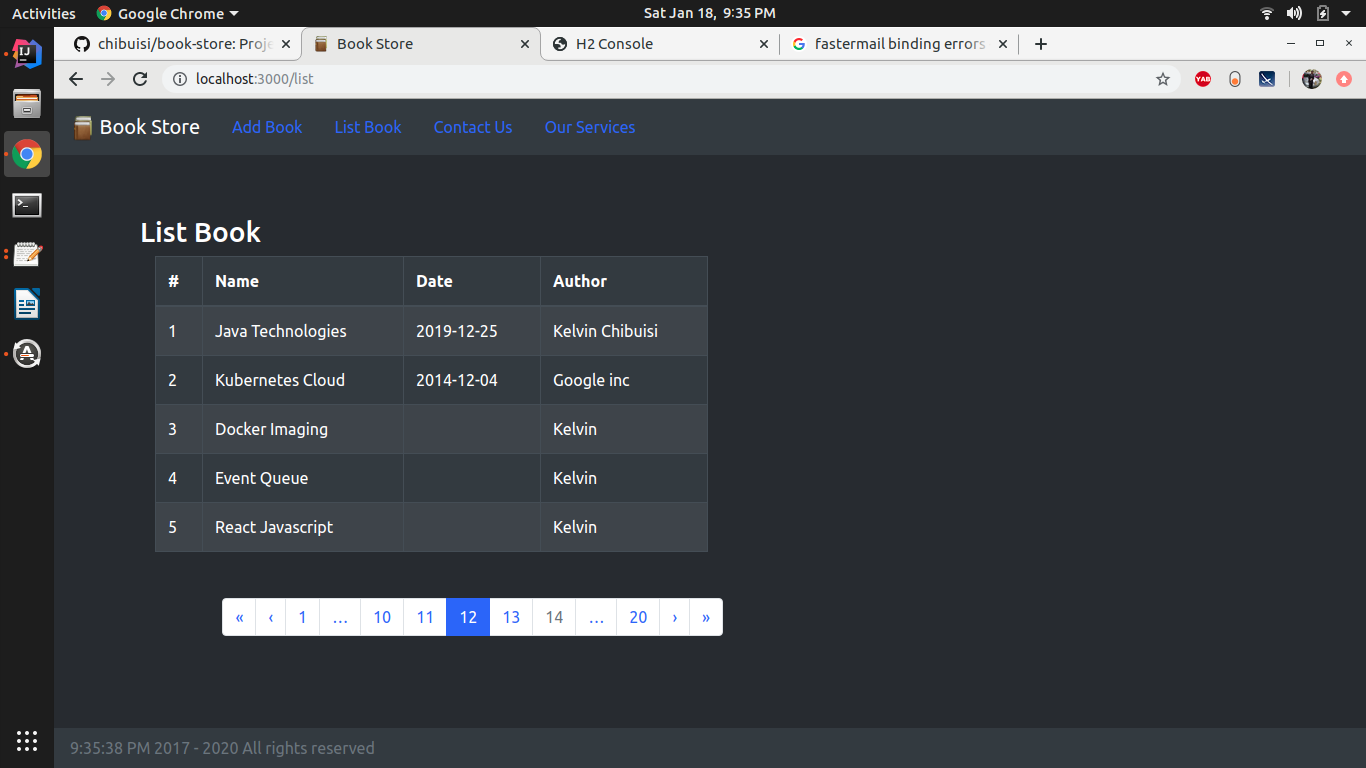 Activities Google Chrome Sat Jan 18, 9:35 PM
chibuisi/book-store: Proje Book Store H2 Console fastermail binding errors
localhost:3000/list YAB
Book Store Add Book List Book Contact Us Our Services
List Book
# Name Date Author
1 Java Technologies 2019-12-25 Kelvin Chibuisi
2 Kubernetes Cloud 2014-12-04 Google inc
3 Docker Imaging Kelvin
4 Event Queue Kelvin
5 React Javascript Kelvin
« ‹ 1 … 10 11 12 13 14 … 20 › »
9:35:38 PM 2017 - 2020 All rights reserved